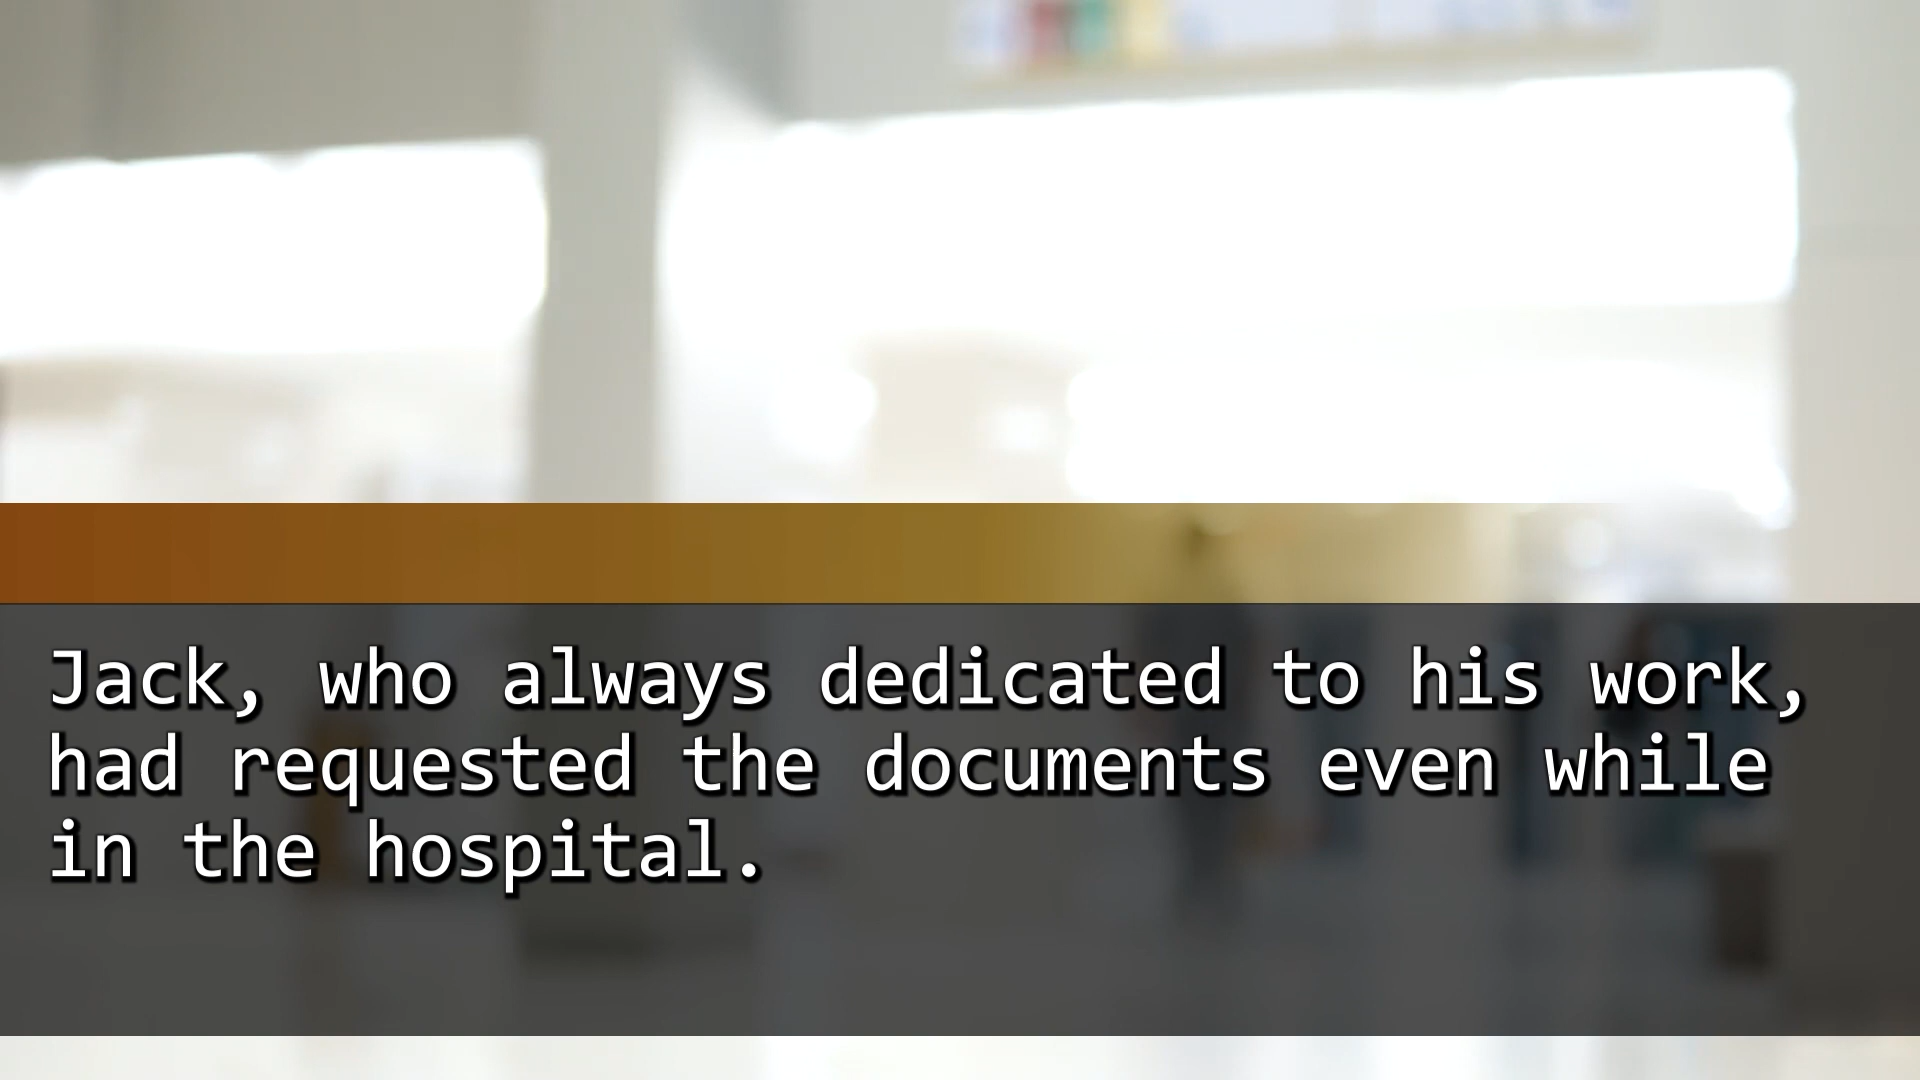 Jack, who always dedicated to his work,
had requested the documents even while
in the hospital.